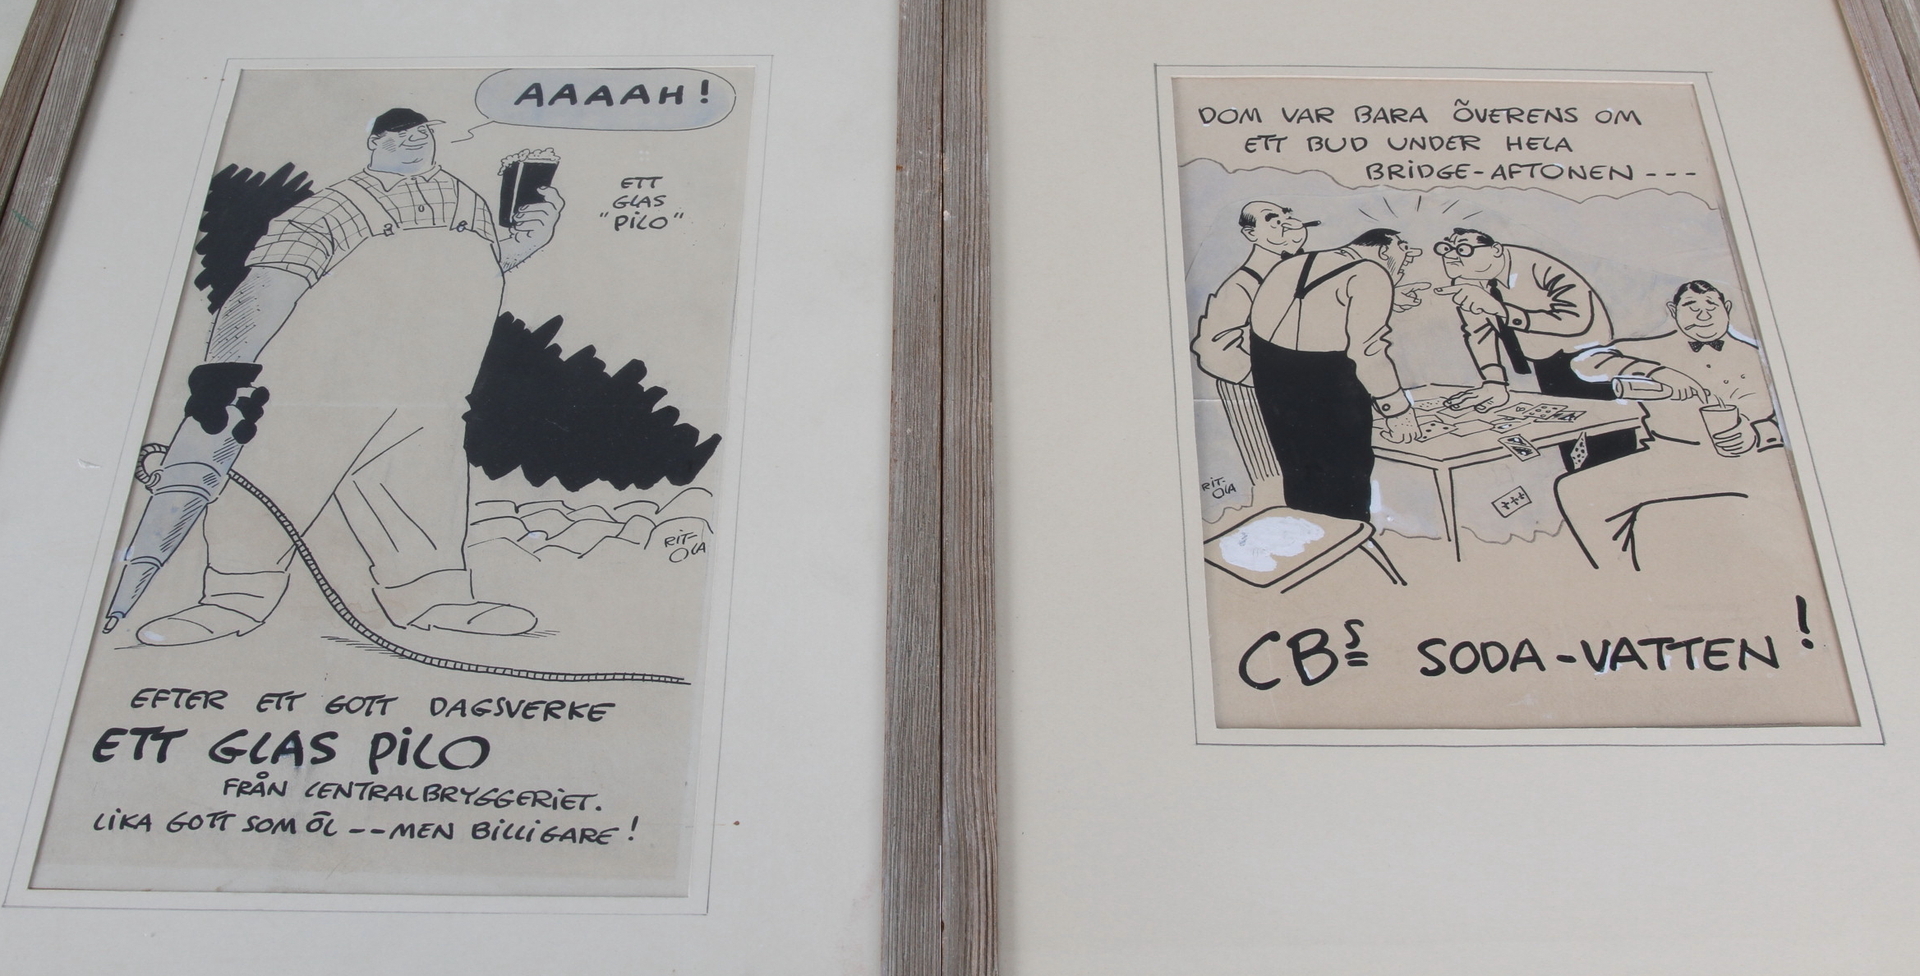 AAAAH!
ETT
GLAS
"PILO"
RIT-
OLA
EFTER ETT GOTT DAGSVERKE
ETT GLAS PILO
FRÅN CENTRALBRYGGERIET.
LIKA GOTT SOM ÖL -- MEN BILLIGARE!
DOM VAR BARA ÖVERENS OM
ETT BUD UNDER HELA
BRIDGE-AFTONEN ---
RIT-
OLA
CBS SODA-VATTEN!